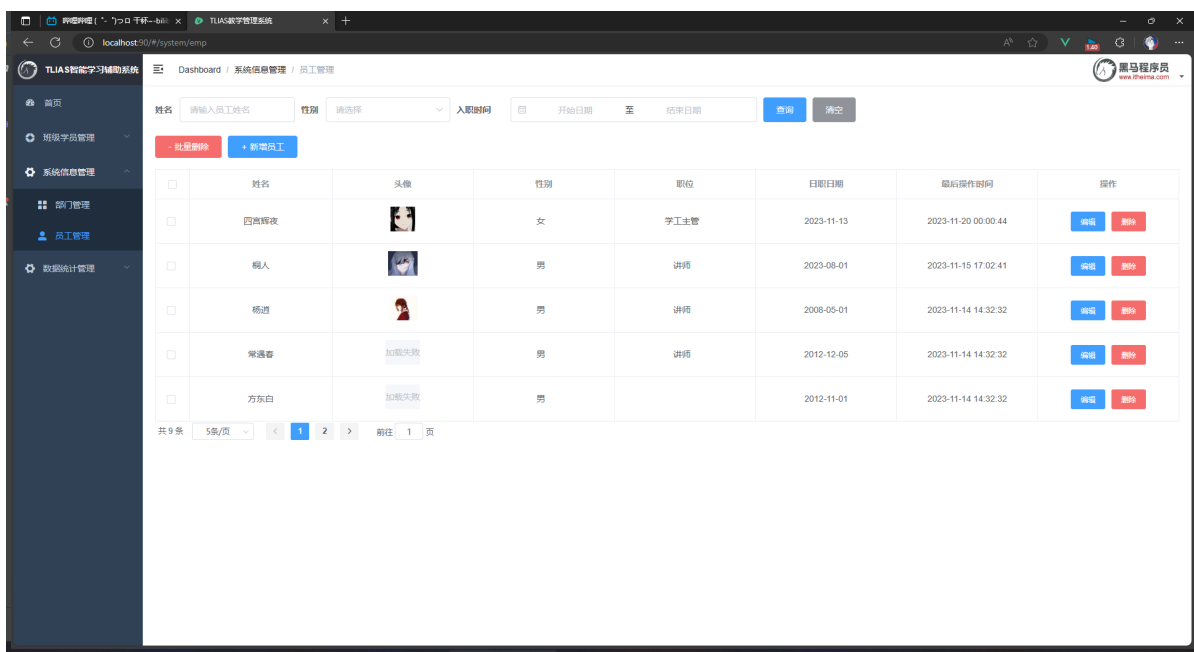 哔哩哔哩 (゜-゜)つロ 干杯~-bili
TLIAS教学管理系统
localhost:90/#/system/emp
1.40
TLIAS智能学习辅助系统
Dashboard / 系统信息管理 / 员工管理
黑马程序员
www.itheima.com
首页
班级学员管理
系统信息管理
部门管理
员工管理
数据统计管理
姓名 请输入员工姓名 性别 请选择 入职时间 开始日期 至 结束日期 查询 清空
- 批量删除 + 新增员工
姓名 头像 性别 职位 日职日期 最后操作时间 操作
四宫辉夜 女 学工主管 2023-11-13 2023-11-20 00:00:44 编辑 删除
桐人 男 讲师 2023-08-01 2023-11-15 17:02:41 编辑 删除
杨逍 男 讲师 2008-05-01 2023-11-14 14:32:32 编辑 删除
常遇春 加载失败 男 讲师 2012-12-05 2023-11-14 14:32:32 编辑 删除
方东白 加载失败 男 2012-11-01 2023-11-14 14:32:32 编辑 删除
共 9 条 5条/页 < 1 2 > 前往 1 页